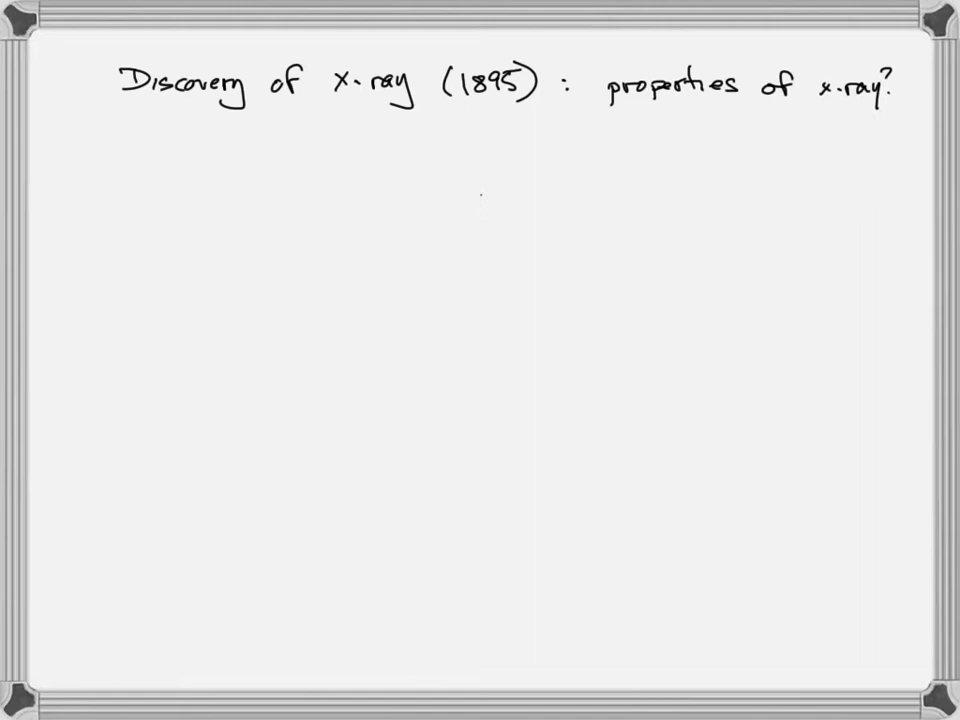 Discovery of x-ray (1895) : properties of x-ray?